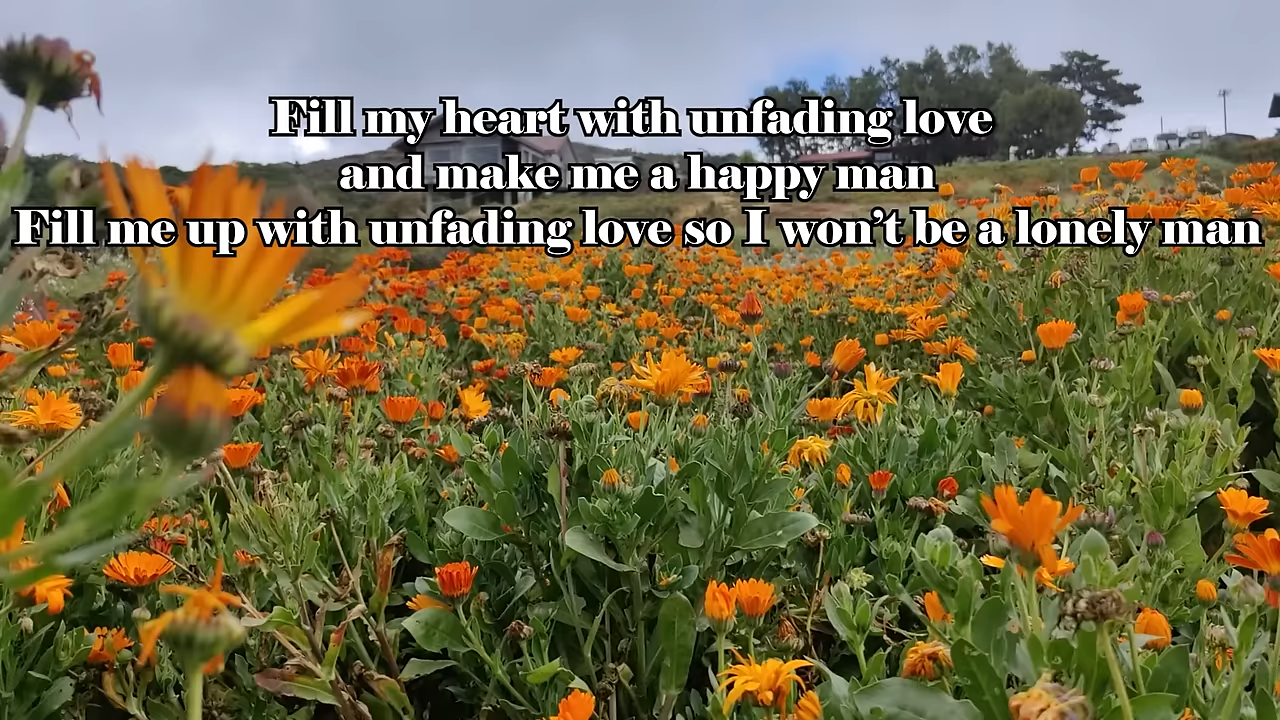 Fill my heart with unfading love
and make me a happy man
Fill me up with unfading love so I won’t be a lonely man